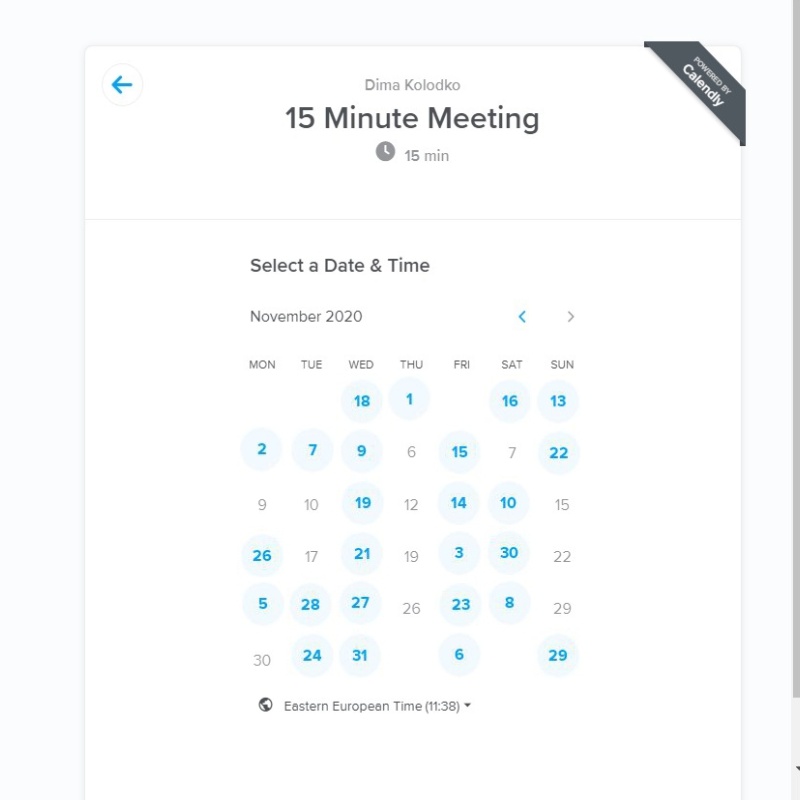 POWERED BY
Calendly
Dima Kolodko
15 Minute Meeting
15 min
Select a Date & Time
November 2020
MON TUE WED THU FRI SAT SUN
18 1 16 13
2 7 9 6 15 7 22
9 10 19 12 14 10 15
26 17 21 19 3 30 22
5 28 27 26 23 8 29
30 24 31 6 29
Eastern European Time (11:38)